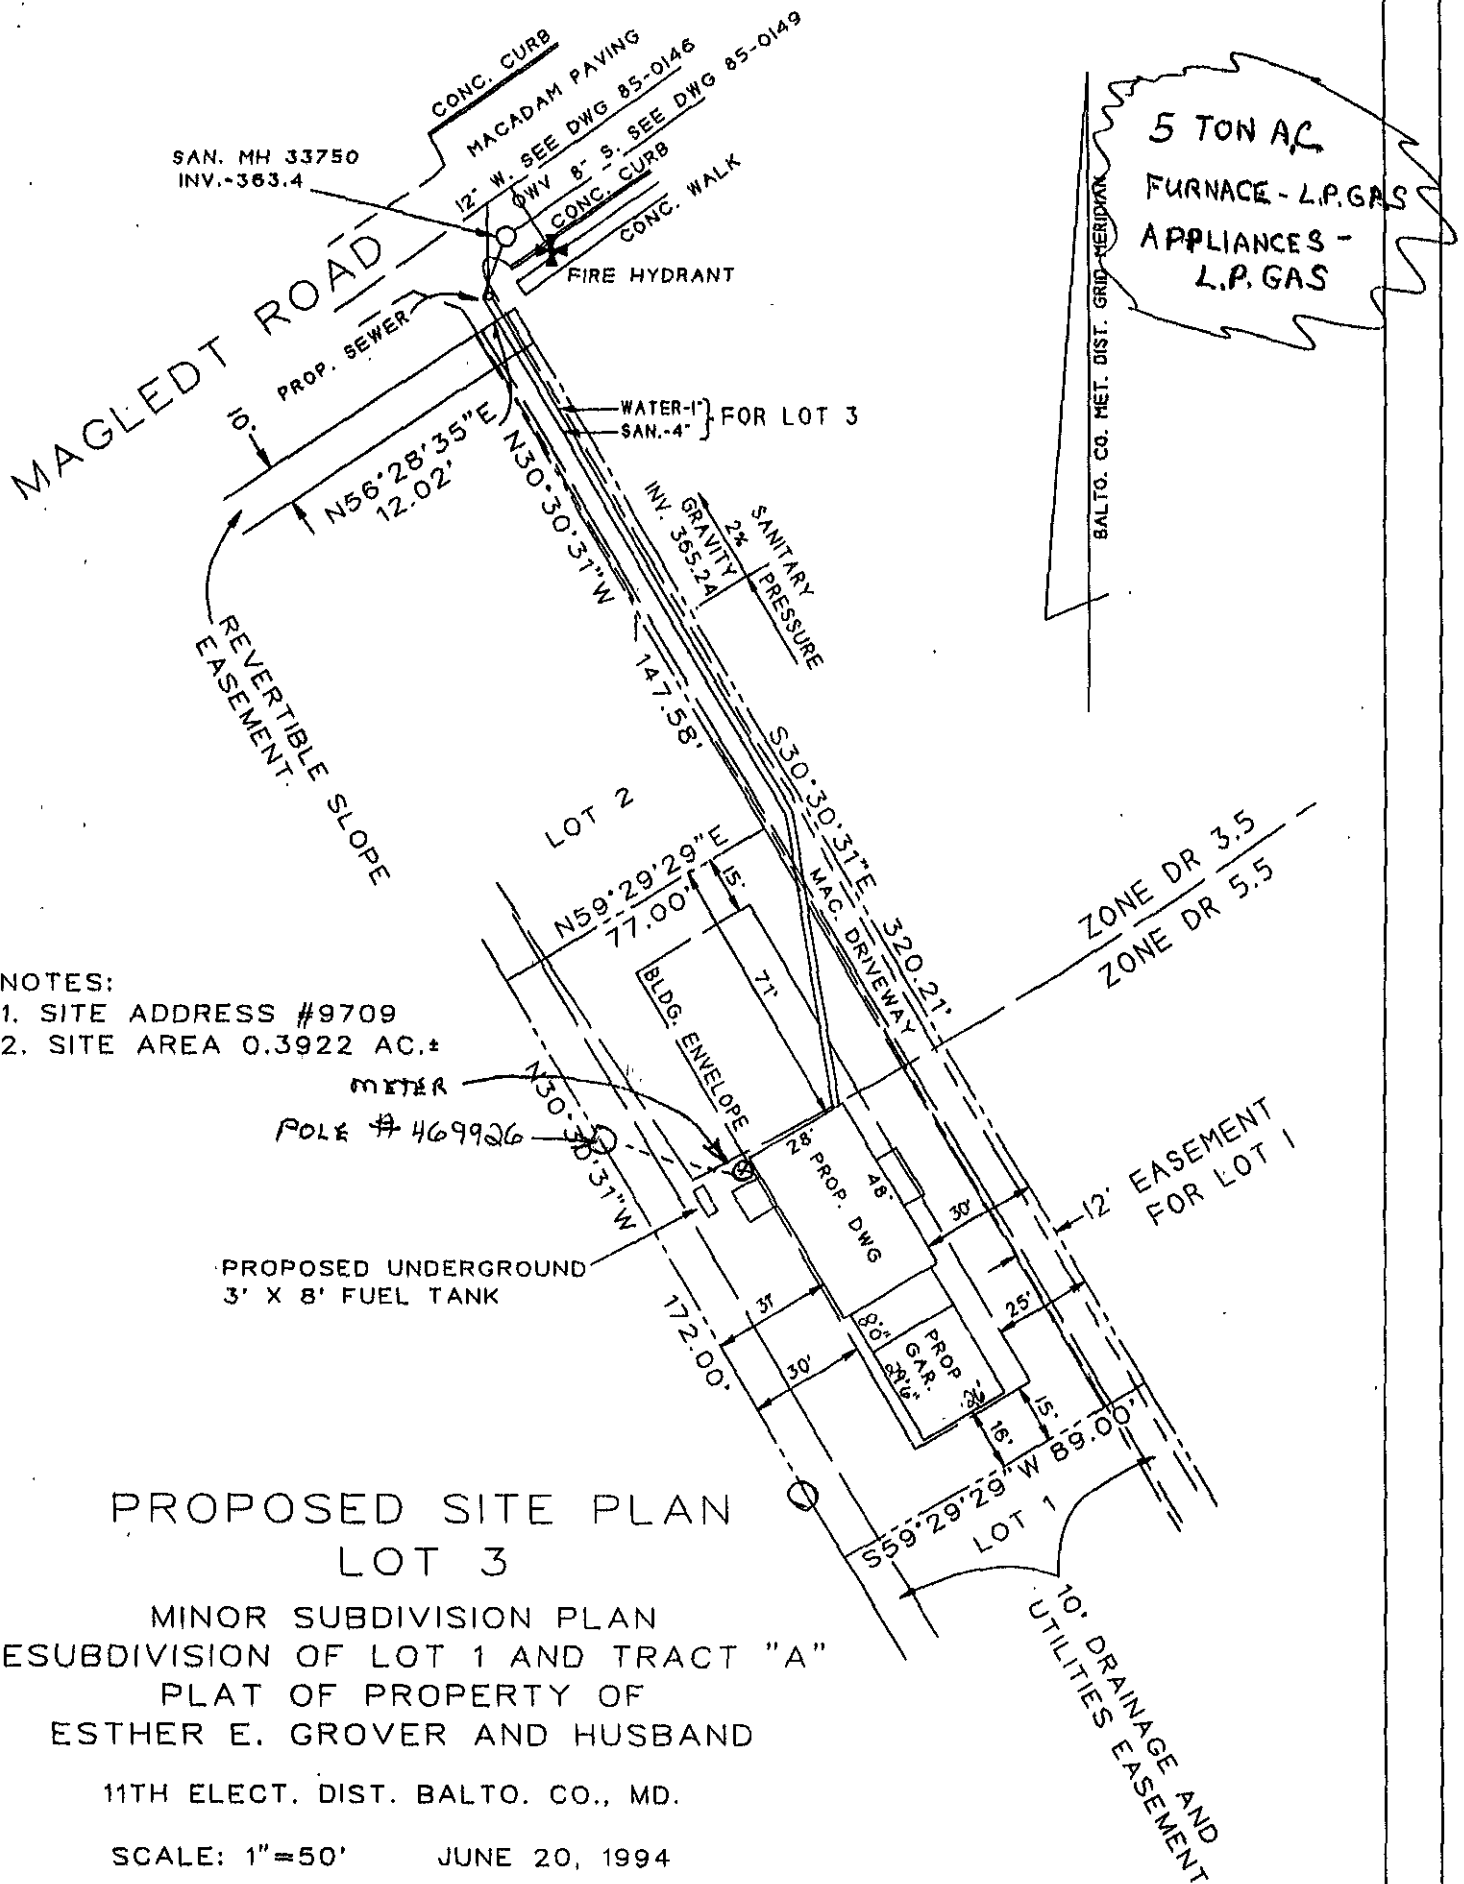 CONC. CURB
MACADAM PAVING
12" W. SEE DWG 85-0146
DWV 8" S. SEE DWG 85-0149
CONC. CURB
CONC. WALK
SAN. MH 33750
INV.-363.4
FIRE HYDRANT
MAGLEDT ROAD
PROP. SEWER
10'
N56°28'35"E
12.02'
REVERTIBLE SLOPE
EASEMENT.
WATER-1"
SAN.-4"
FOR LOT 3
N30°30'31"W
147.58'
INV. 365.24
GRAVITY
2%
SANITARY
PRESSURE
5 TON A/C
FURNACE - L.P. GAS
APPLIANCES -
L.P. GAS
BALTO. CO. MET. DIST. GRID MERIDIAN
LOT 2
N59°29'29"E
77.00'
15'
S30°30'31"E 320.21'
MAC. DRIVEWAY
71'
BLDG. ENVELOPE
ZONE DR 3.5
ZONE DR 5.5
NOTES:
1. SITE ADDRESS #9709
2. SITE AREA 0.3922 AC.±
METER
POLE # 469926
N30°30'31"W
172.00'
28'
PROP. DWG
48'
30'
12' EASEMENT
FOR LOT 1
PROPOSED UNDERGROUND
3' X 8' FUEL TANK
37
30'
8'0"
PROP
GAR.
29'6"
26'
25'
16'
15'
S59°29'29"W 89.00'
LOT 1
10' DRAINAGE AND
UTILITIES EASEMENT
PROPOSED SITE PLAN
LOT 3
MINOR SUBDIVISION PLAN
ESUBDIVISION OF LOT 1 AND TRACT "A"
PLAT OF PROPERTY OF
ESTHER E. GROVER AND HUSBAND
11TH ELECT. DIST. BALTO. CO., MD.
SCALE: 1"=50' JUNE 20, 1994